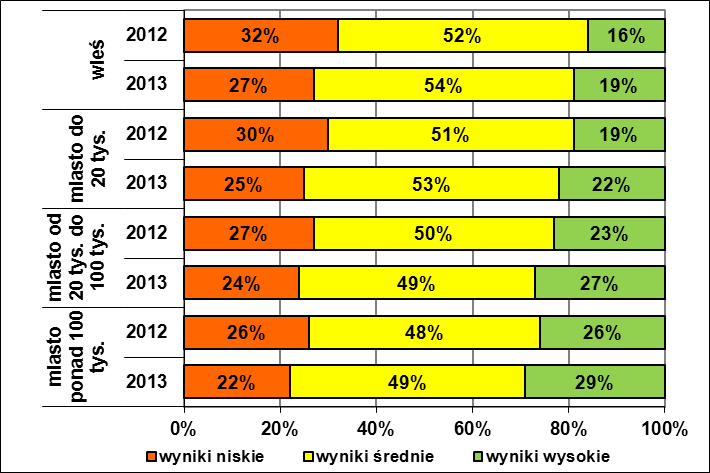 wieś
2012 32% 52% 16%
2013 27% 54% 19%
miasto do
20 tys.
2012 30% 51% 19%
2013 25% 53% 22%
miasto od
20 tys. do
100 tys.
2012 27% 50% 23%
2013 24% 49% 27%
miasto
ponad 100
tys.
2012 26% 48% 26%
2013 22% 49% 29%
0% 20% 40% 60% 80% 100%
wyniki niskie wyniki średnie wyniki wysokie